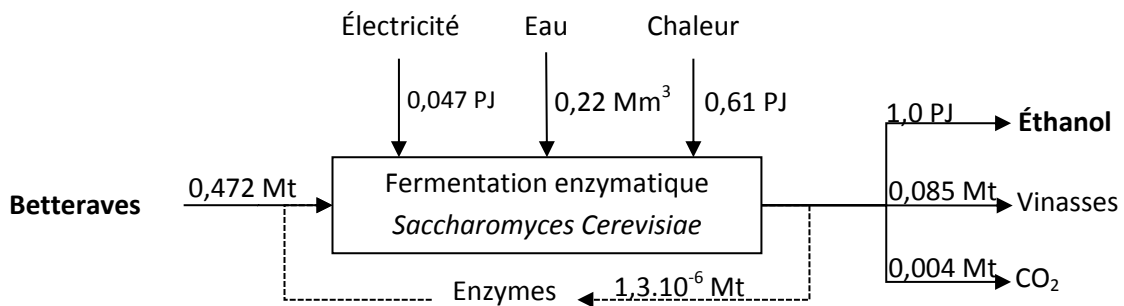 Électricité Eau Chaleur
0,047 PJ 0,22 Mm³ 0,61 PJ
1,0 PJ Éthanol
Betteraves 0,472 Mt Fermentation enzymatique 0,085 Mt Vinasses
Saccharomyces Cerevisiae
0,004 Mt CO₂
Enzymes 1,3.10⁻⁶ Mt